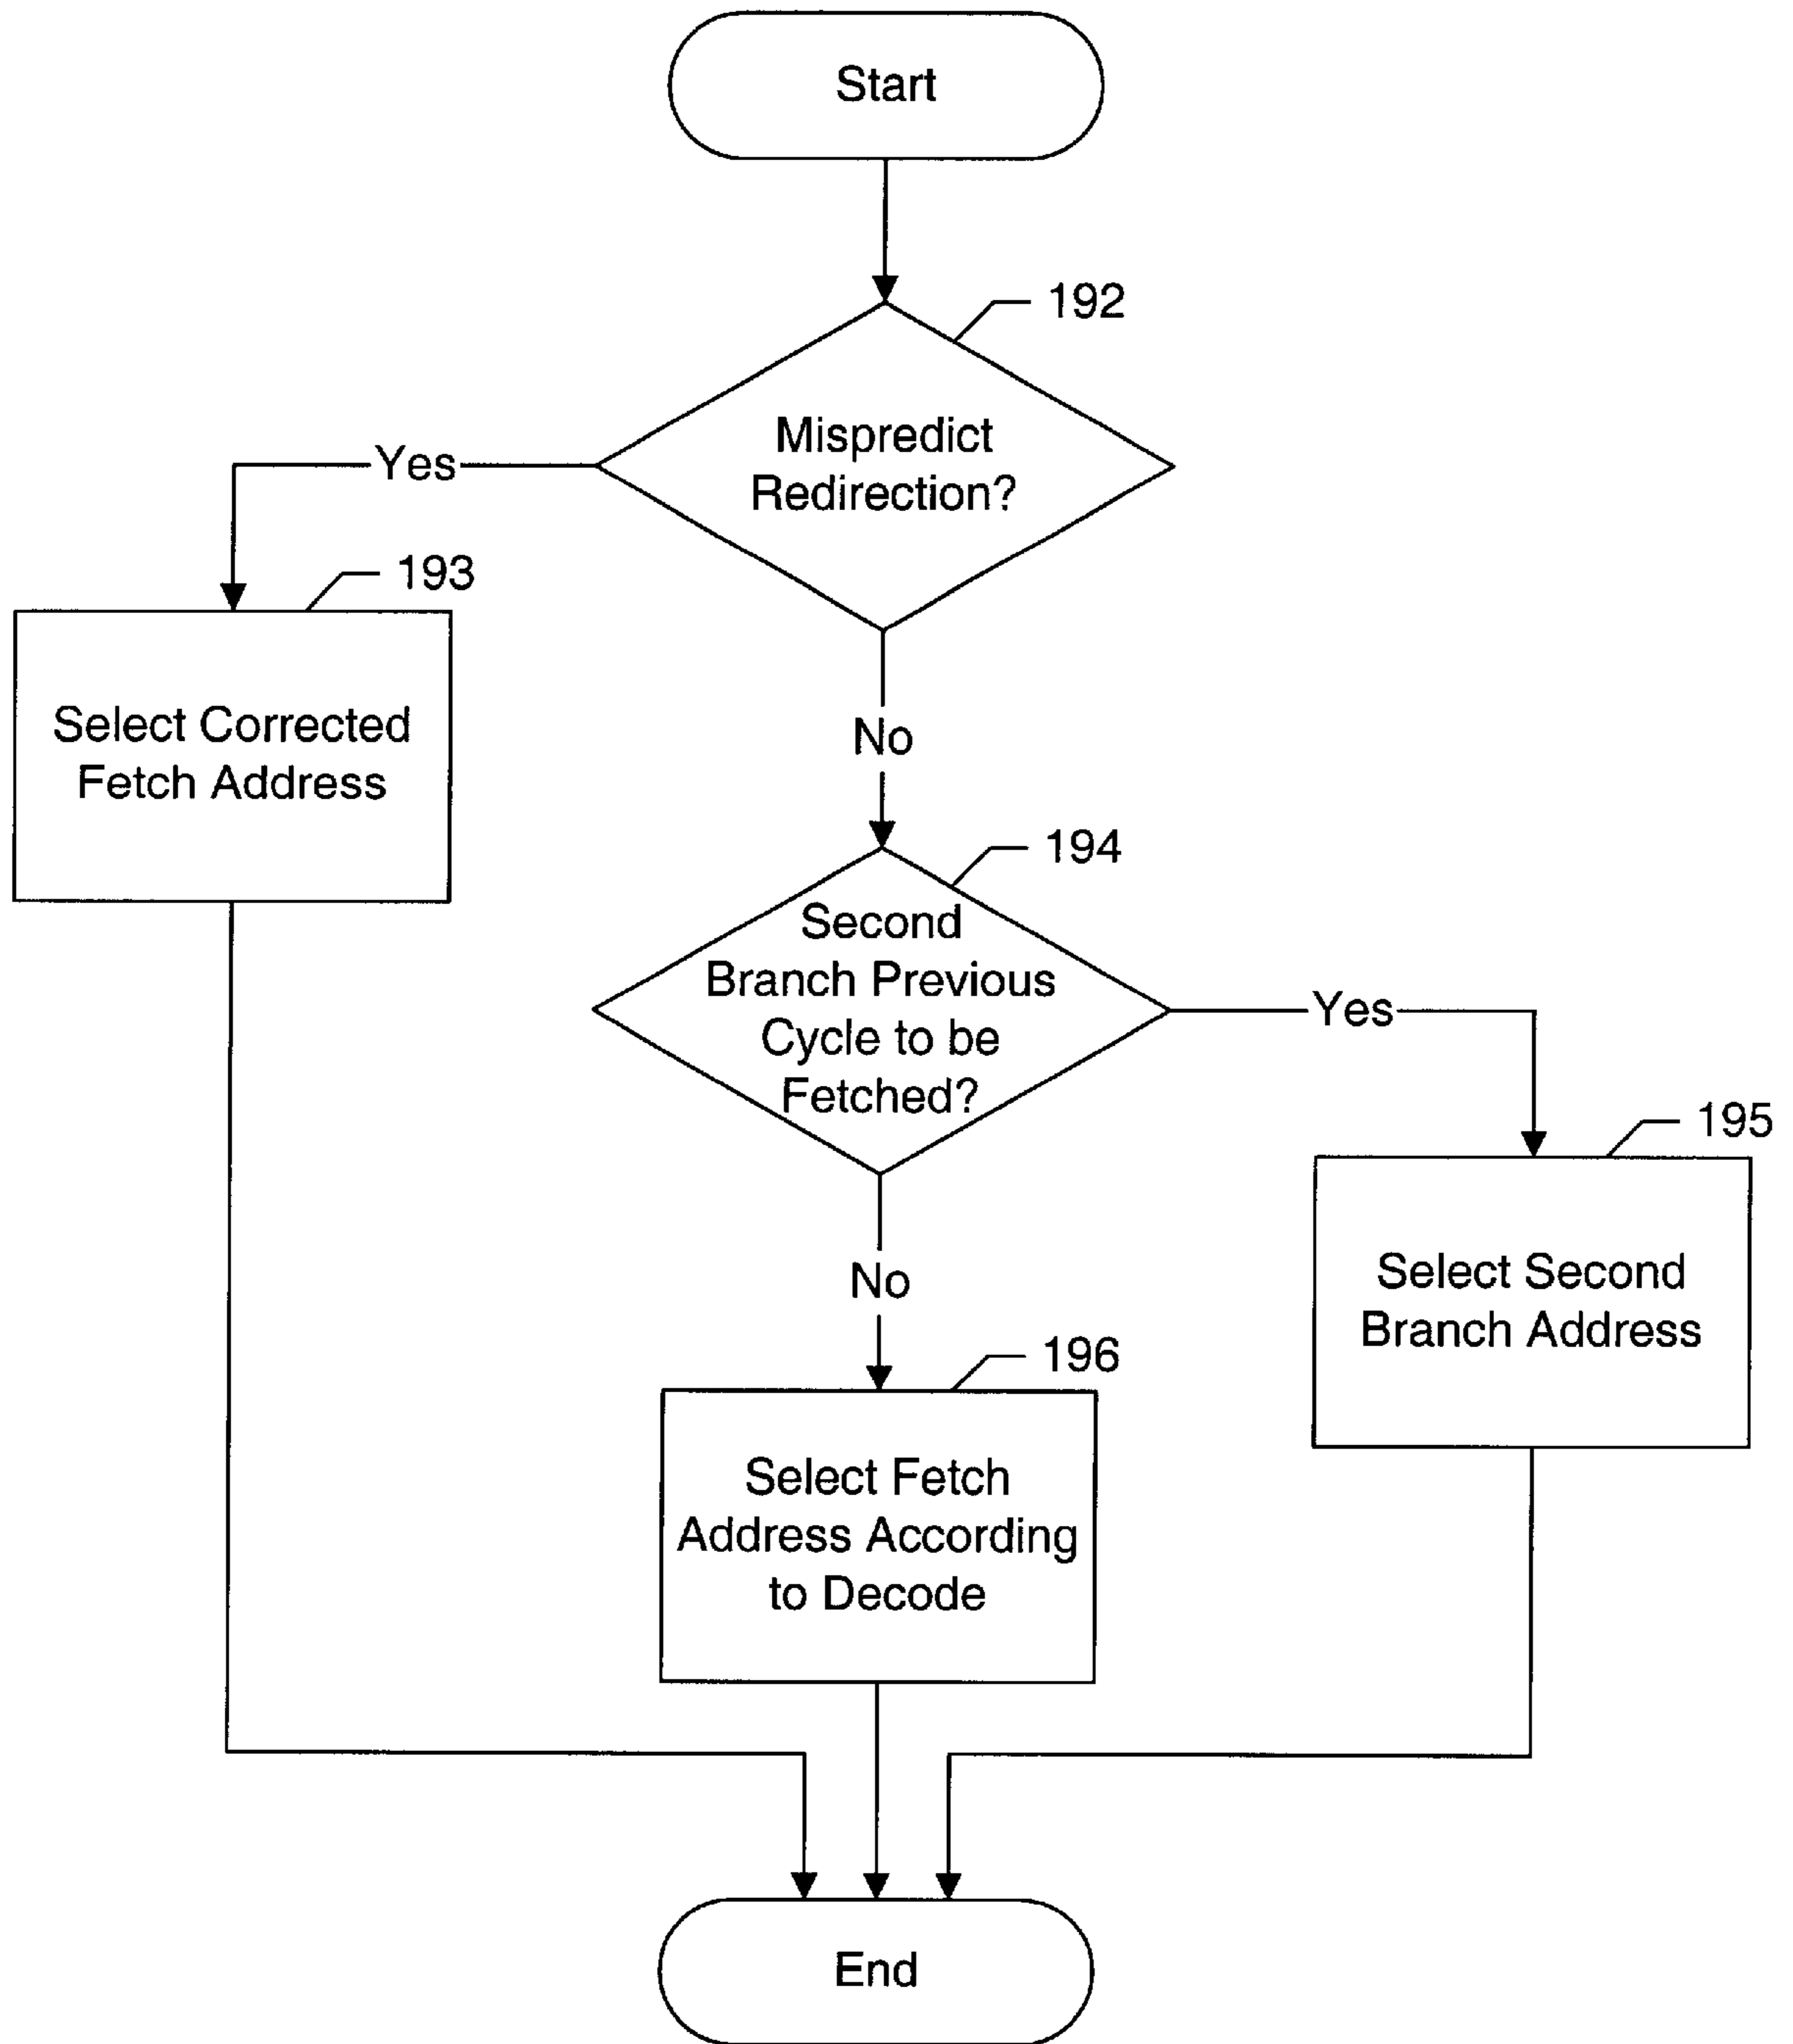 Start
192
Mispredict
Redirection?
Yes
193
Select Corrected
Fetch Address
No
194
Second
Branch Previous
Cycle to be
Fetched?
Yes
195
Select Second
Branch Address
No
196
Select Fetch
Address According
to Decode
End